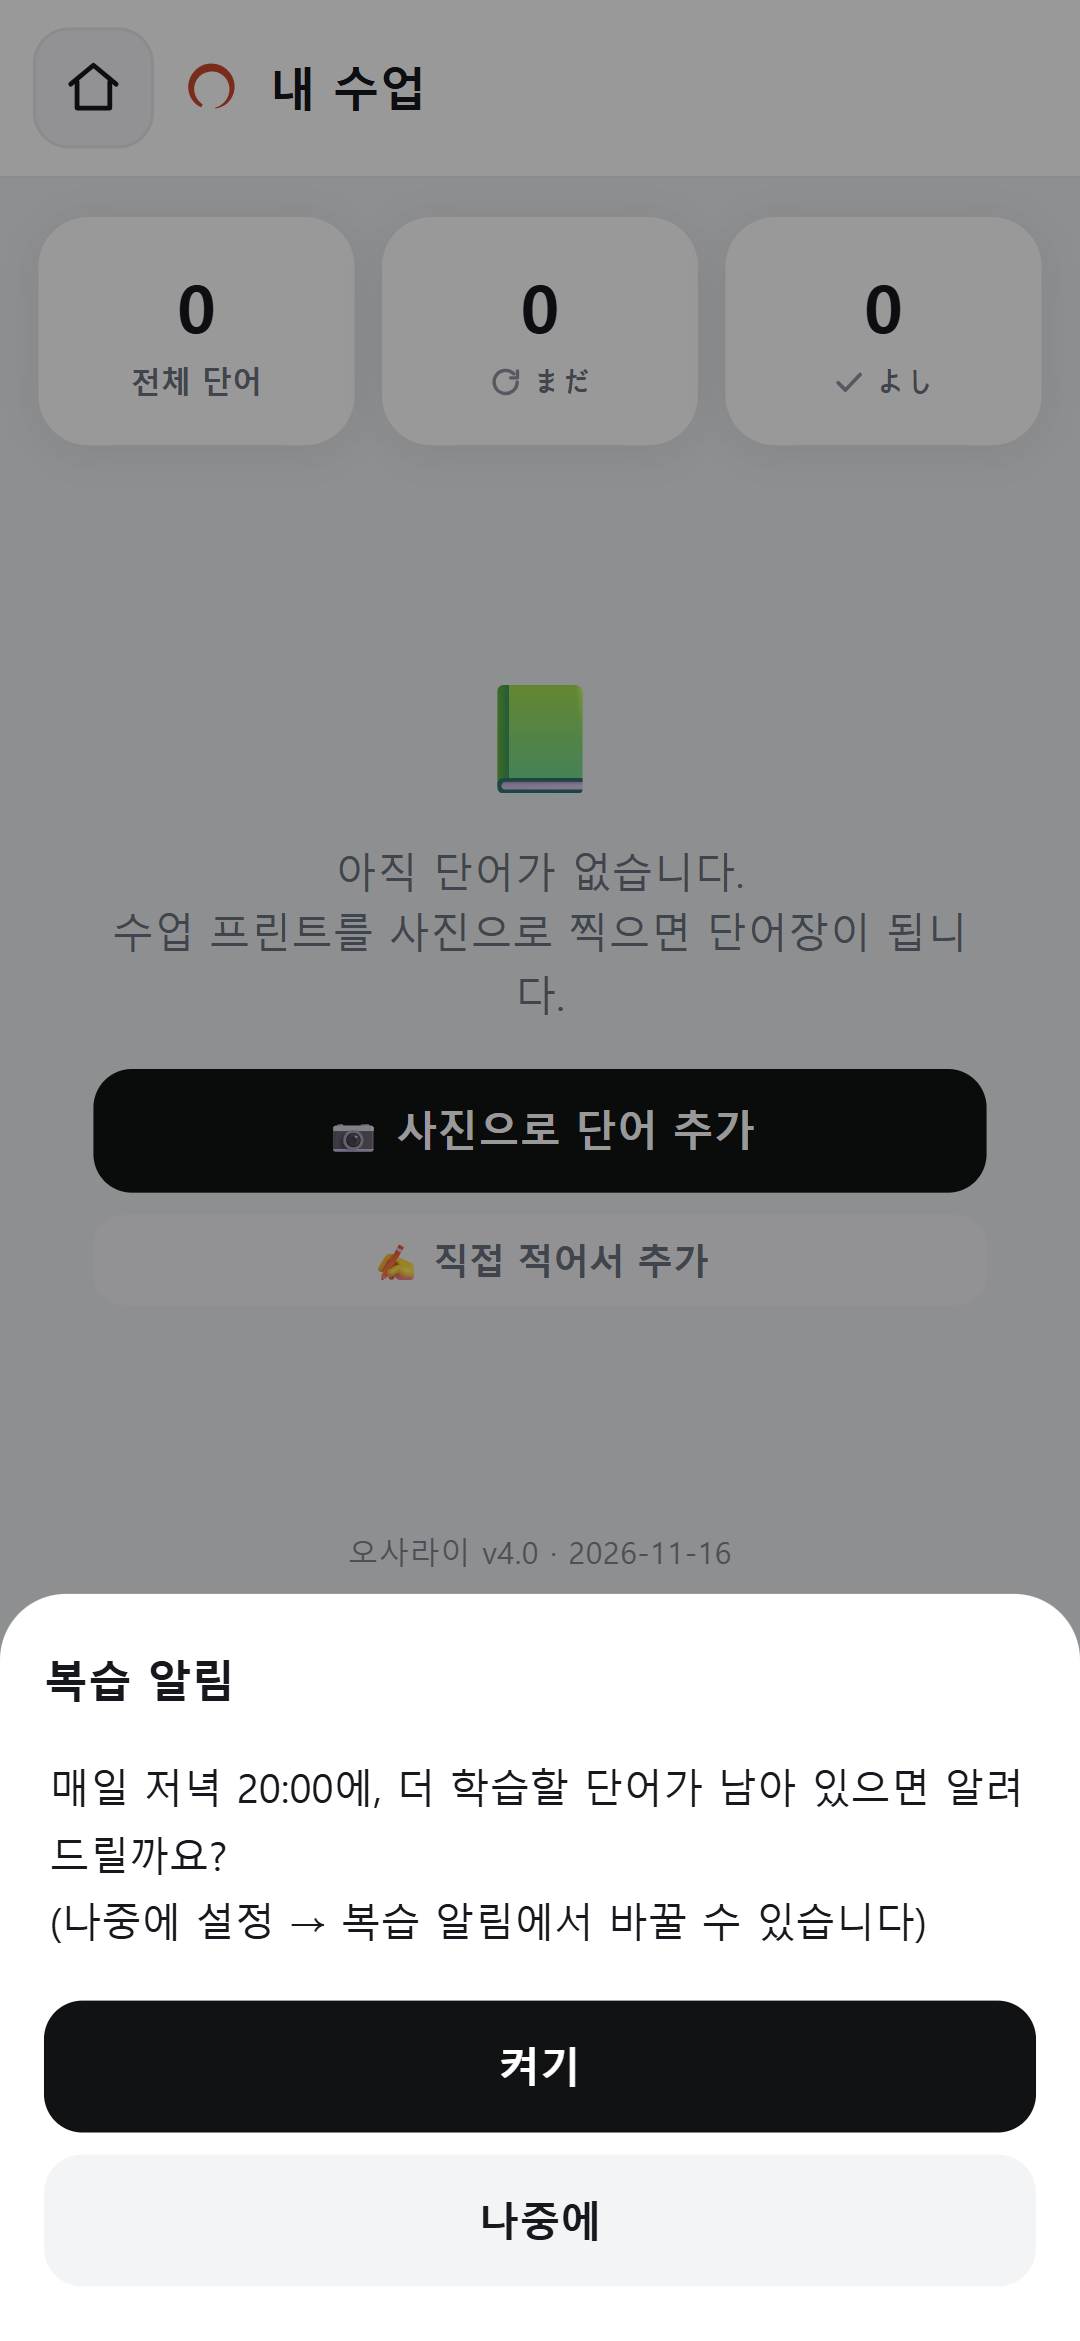 내 수업
0
전체 단어
0
まだ
0
よし
아직 단어가 없습니다.
수업 프린트를 사진으로 찍으면 단어장이 됩니
다.
사진으로 단어 추가
직접 적어서 추가
오사라이 v4.0 · 2026-11-16
복습 알림
매일 저녁 20:00에, 더 학습할 단어가 남아 있으면 알려
드릴까요?
(나중에 설정 → 복습 알림에서 바꿀 수 있습니다)
켜기
나중에